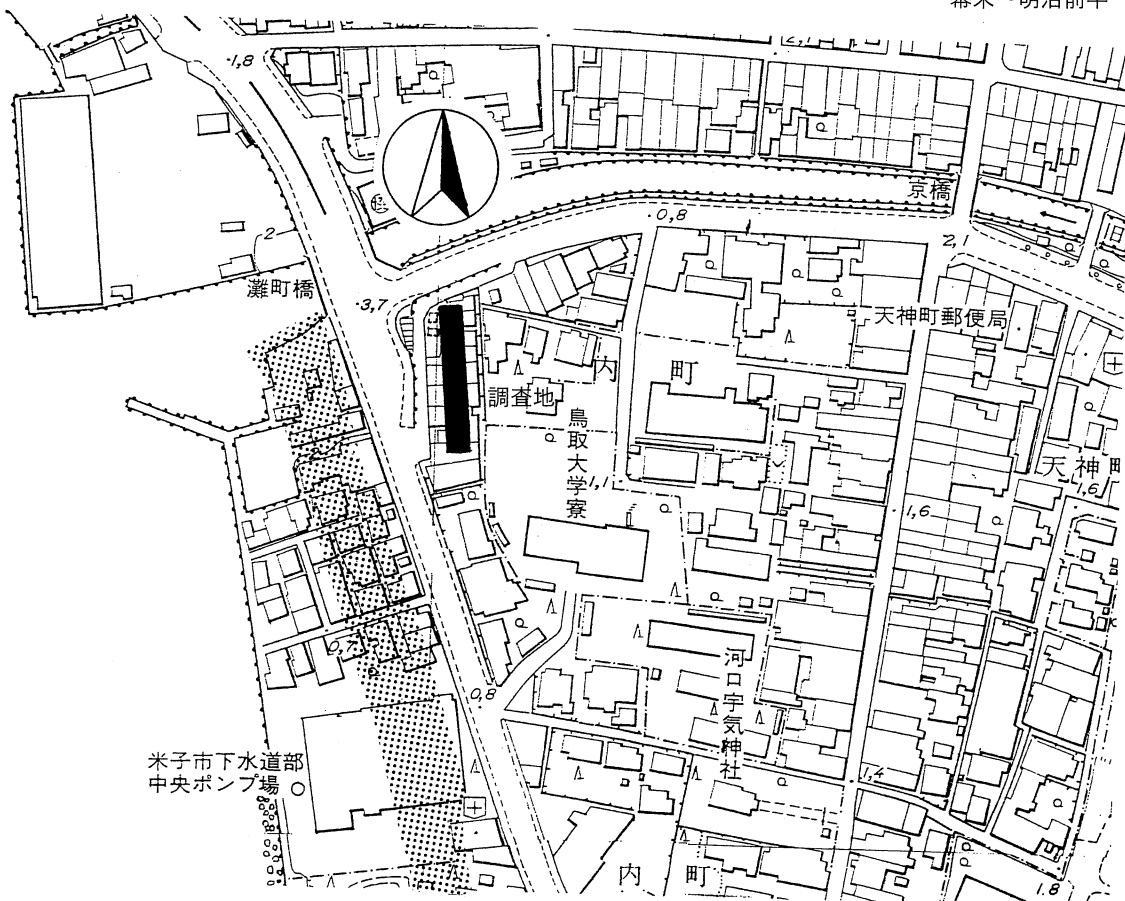 幕末〜明治前半
2,1
·1,8
京橋
·0,8
2,1
2
灘町橋
·3,7
天神町郵便局
内町
調査地
鳥取大学寮
天神町
1,6
1,1
·1,6
0,7
河口宇気神社
0,8
米子市下水道部
中央ポンプ場
1,4
内町
1.8